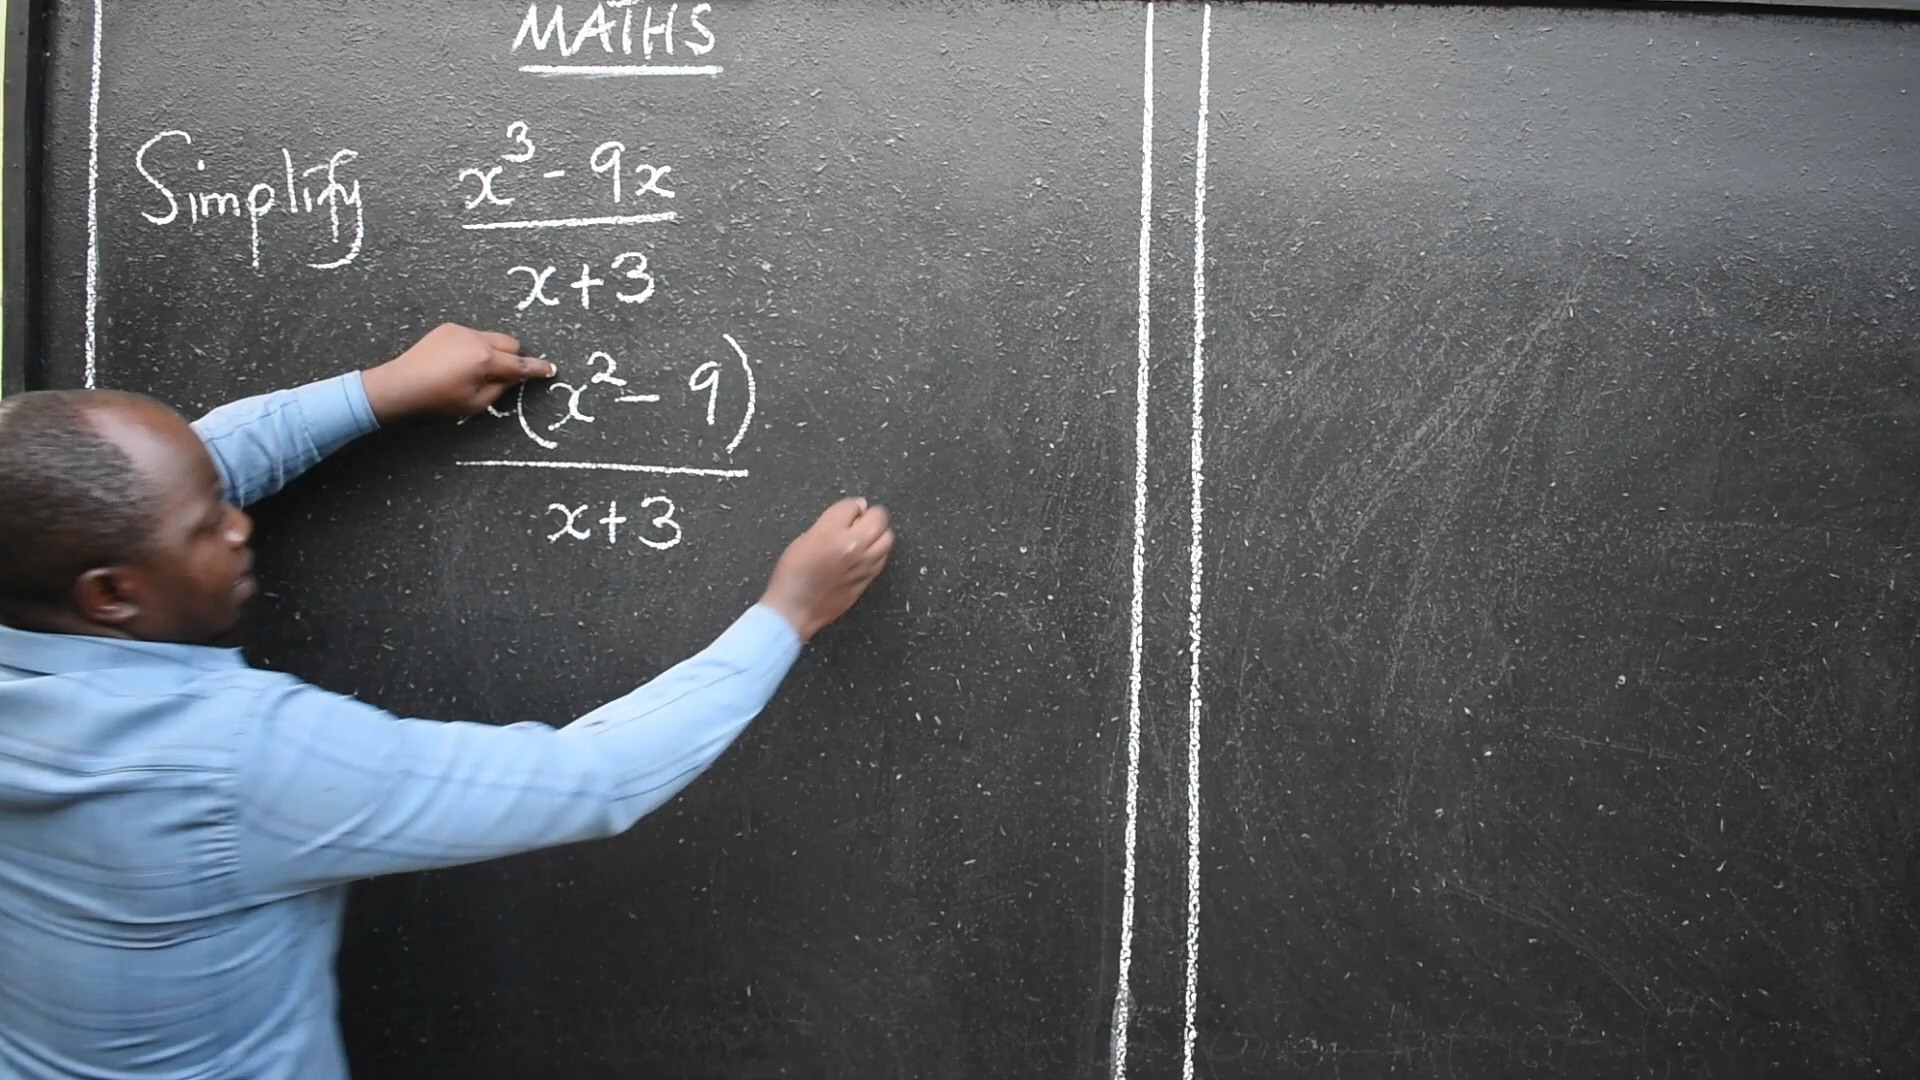 MATHS
Simplify x³ - 9x
x+3
x(x² - 9)
x+3